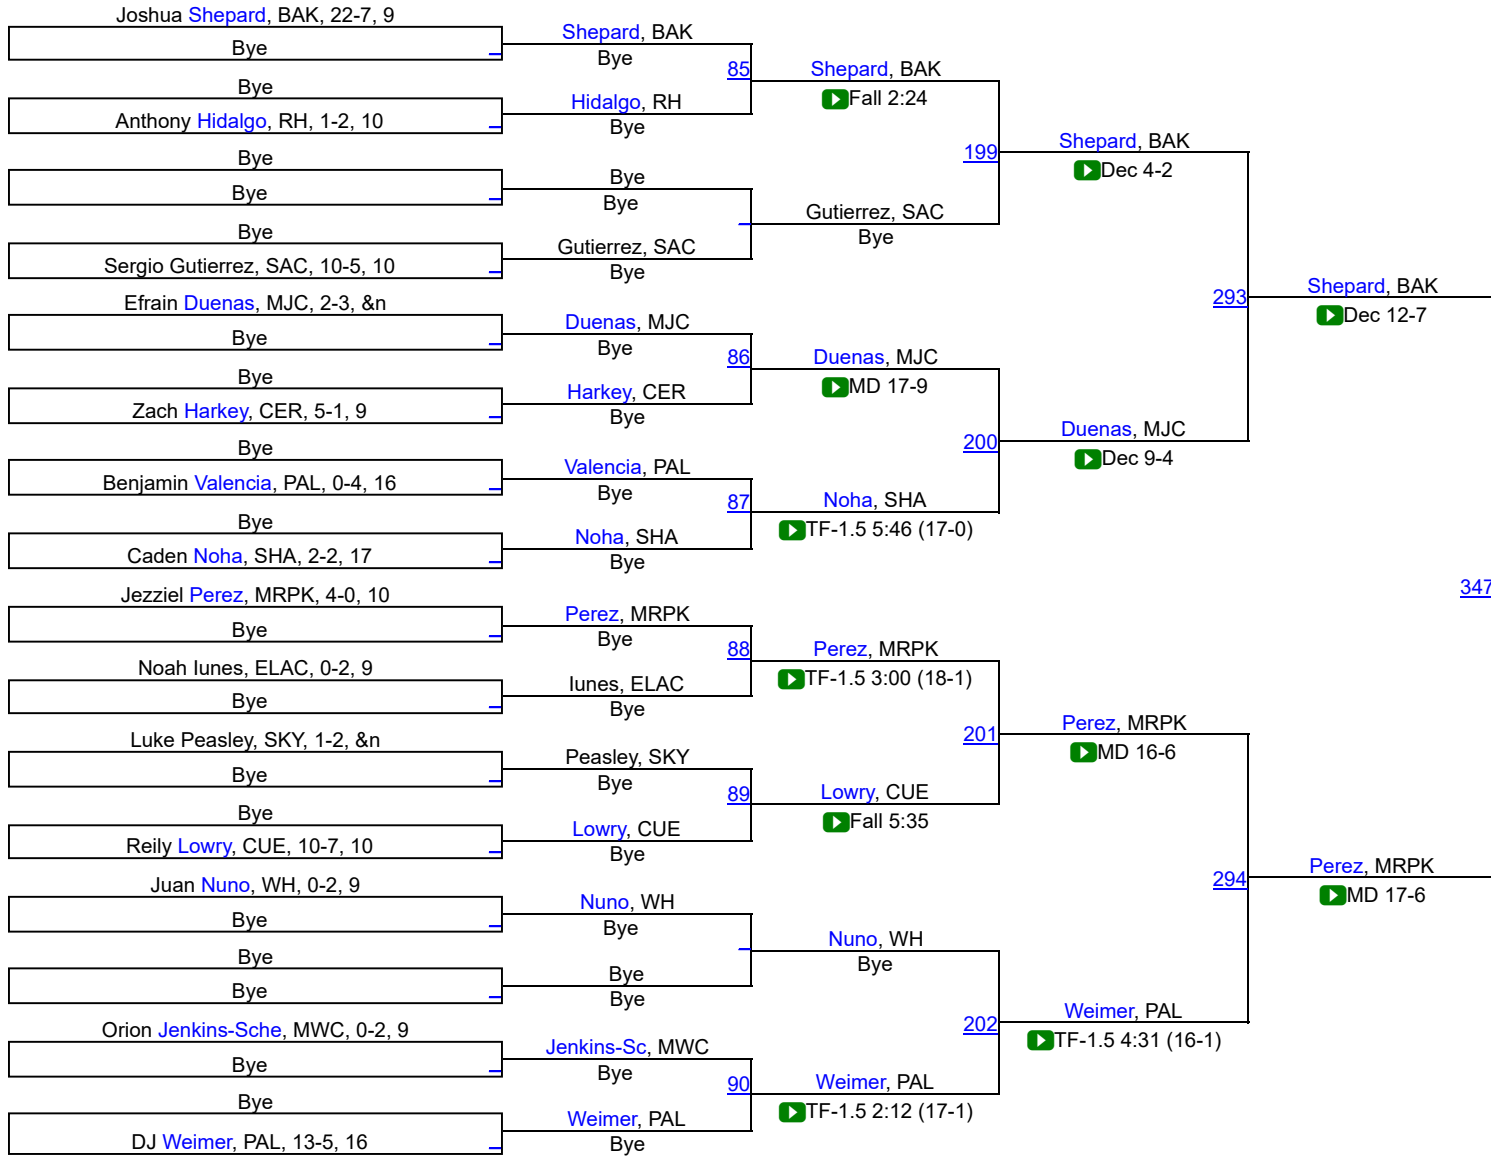 Joshua Shepard, BAK, 22-7, 9
Bye
Bye
Anthony Hidalgo, RH, 1-2, 10
Bye
Bye
Bye
Sergio Gutierrez, SAC, 10-5, 10
Efrain Duenas, MJC, 2-3, &n
Bye
Bye
Zach Harkey, CER, 5-1, 9
Bye
Benjamin Valencia, PAL, 0-4, 16
Bye
Caden Noha, SHA, 2-2, 17
Jezziel Perez, MRPK, 4-0, 10
Bye
Noah Iunes, ELAC, 0-2, 9
Bye
Luke Peasley, SKY, 1-2, &n
Bye
Bye
Reily Lowry, CUE, 10-7, 10
Juan Nuno, WH, 0-2, 9
Bye
Bye
Bye
Orion Jenkins-Sche, MWC, 0-2, 9
Bye
Bye
DJ Weimer, PAL, 13-5, 16
Shepard, BAK
Bye
85
Hidalgo, RH
Bye
Bye
Bye
Gutierrez, SAC
Bye
Duenas, MJC
Bye
86
Harkey, CER
Bye
Valencia, PAL
Bye
87
Noha, SHA
Bye
Perez, MRPK
Bye
88
Iunes, ELAC
Bye
Peasley, SKY
Bye
89
Lowry, CUE
Bye
Nuno, WH
Bye
Bye
Bye
Jenkins-Sc, MWC
Bye
90
Weimer, PAL
Bye
Shepard, BAK
Fall 2:24
199
Gutierrez, SAC
Bye
Duenas, MJC
MD 17-9
200
Noha, SHA
TF-1.5 5:46 (17-0)
Perez, MRPK
TF-1.5 3:00 (18-1)
201
Lowry, CUE
Fall 5:35
Nuno, WH
Bye
202
Weimer, PAL
TF-1.5 2:12 (17-1)
Shepard, BAK
Dec 4-2
293
Duenas, MJC
Dec 9-4
Perez, MRPK
MD 16-6
294
Weimer, PAL
TF-1.5 4:31 (16-1)
Shepard, BAK
Dec 12-7
347
Perez, MRPK
MD 17-6